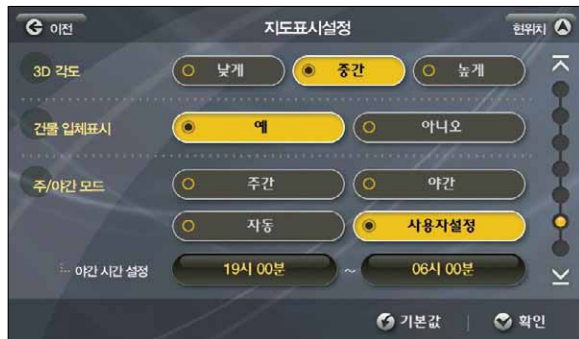 이전 지도표시설정 현위치
3D 각도 낮게 중간 높게
건물 입체표시 예 아니오
주/야간 모드 주간 야간
자동 사용자설정
야간 시간 설정 19시 00분 ~ 06시 00분
기본값 확인